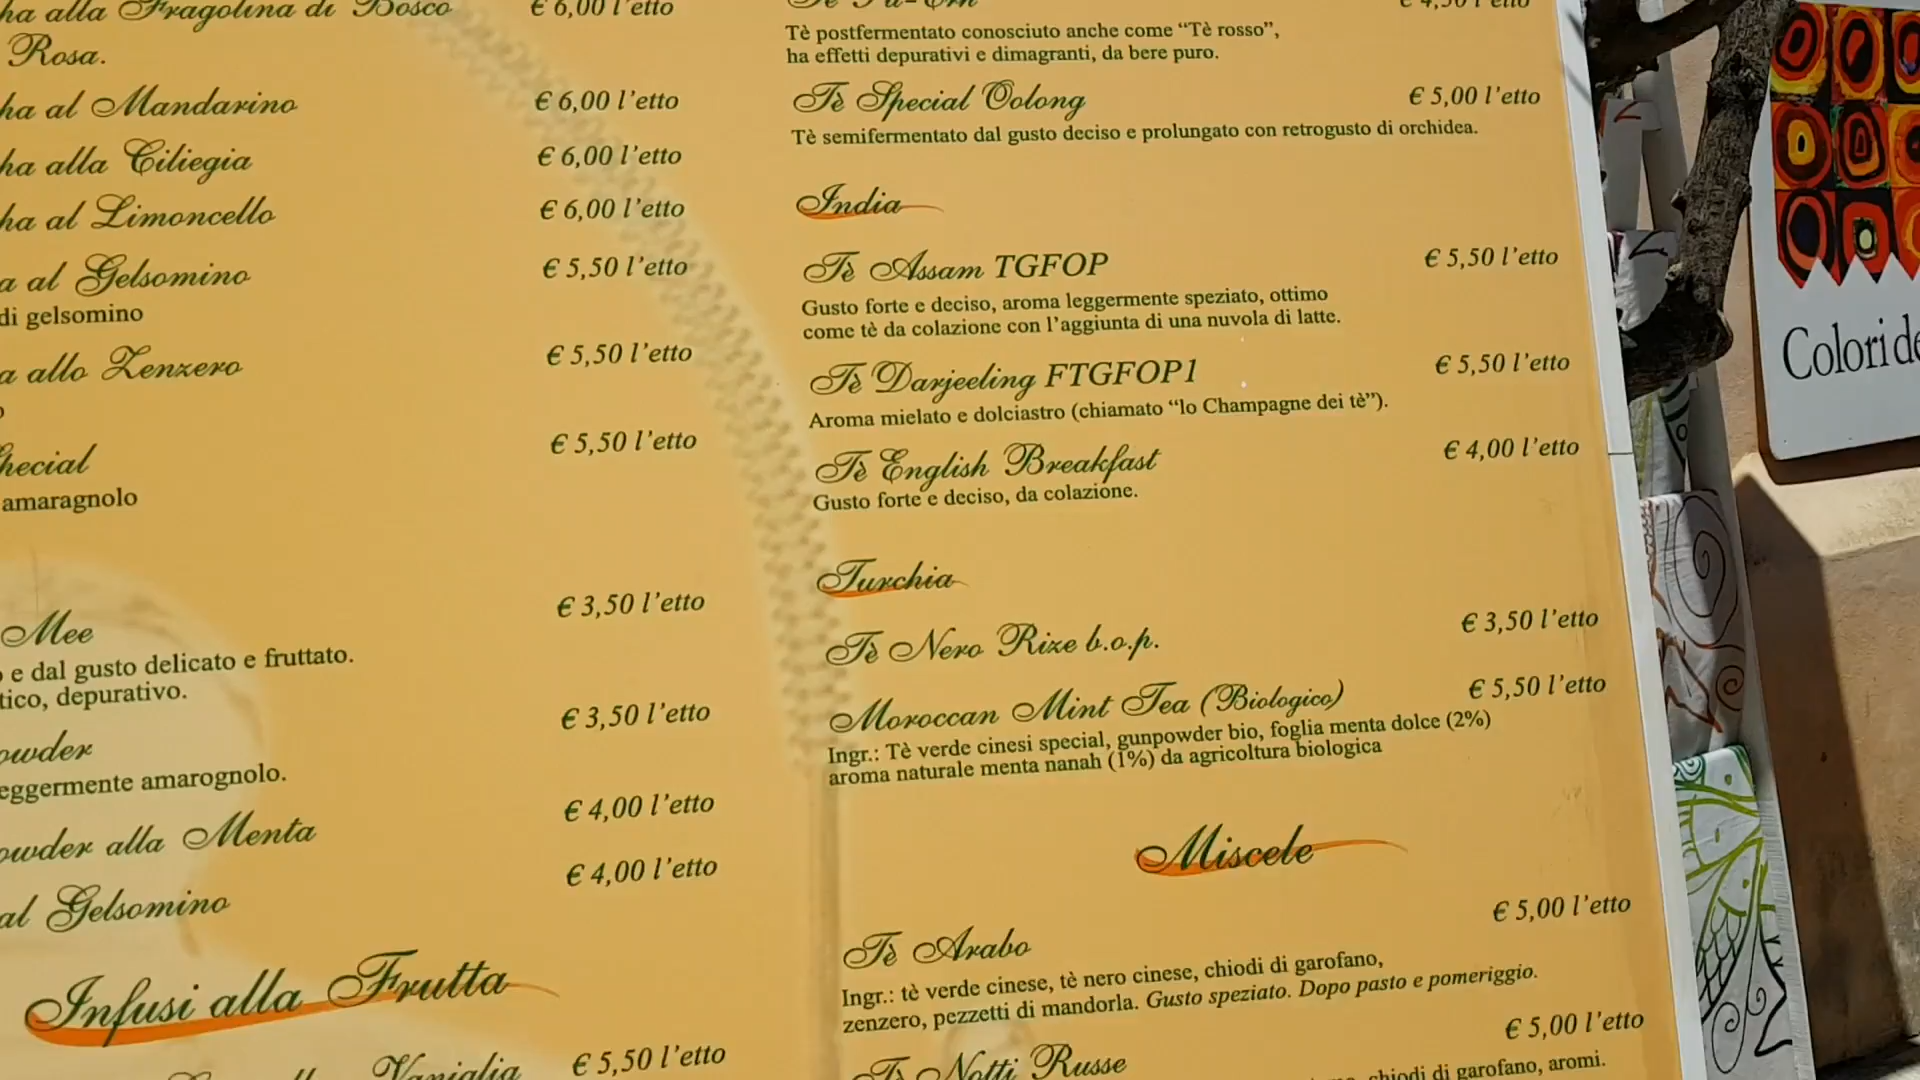 ha alla Fragolina di Bosco € 6,00 l'etto
Rosa.
ha al Mandarino € 6,00 l'etto
ha alla Ciliegia € 6,00 l'etto
ha al Limoncello € 6,00 l'etto
a al Gelsomino € 5,50 l'etto
di gelsomino
a allo Zenzero € 5,50 l'etto
pecial € 5,50 l'etto
amaragnolo
Mee € 3,50 l'etto
e dal gusto delicato e fruttato.
tico, depurativo.
owder € 3,50 l'etto
eggermente amarognolo.
owder alla Menta € 4,00 l'etto
al Gelsomino € 4,00 l'etto
Infusi alla Frutta
Vaniglia € 5,50 l'etto
Tè Pu-Erh € 4,50 l'etto
Tè postfermentato conosciuto anche come “Tè rosso”,
ha effetti depurativi e dimagranti, da bere puro.
Tè Special Oolong € 5,00 l'etto
Tè semifermentato dal gusto deciso e prolungato con retrogusto di orchidea.
India
Tè Assam TGFOP € 5,50 l'etto
Gusto forte e deciso, aroma leggermente speziato, ottimo
come tè da colazione con l'aggiunta di una nuvola di latte.
Tè Darjeeling FTGFOP1 € 5,50 l'etto
Aroma mielato e dolciastro (chiamato “lo Champagne dei tè”).
Tè English Breakfast € 4,00 l'etto
Gusto forte e deciso, da colazione.
Turchia
Tè Nero Rize b.o.p. € 3,50 l'etto
Moroccan Mint Tea (Biologico) € 5,50 l'etto
Ingr.: Tè verde cinesi special, gunpowder bio, foglia menta dolce (2%)
aroma naturale menta nanah (1%) da agricoltura biologica
Miscele
Tè Arabo € 5,00 l'etto
Ingr.: tè verde cinese, tè nero cinese, chiodi di garofano,
zenzero, pezzetti di mandorla. Gusto speziato. Dopo pasto e pomeriggio.
Notti Russe € 5,00 l'etto
chiodi di garofano, aromi.
Colori de